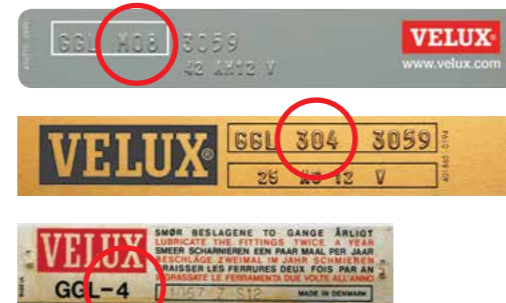 GGL M08 3059
VELUX®
42 AH12 V
www.velux.com
VELUX®
GGL 304 3059
25 12 V
VELUX
GGL-4
SMØR BESLAGENE TO GANGE ÅRLIGT
LUBRICATE THE FITTINGS TWICE A YEAR
SMEER SCHARNIEREN EEN PAAR MAAL PER JAAR
BESCHLÄGE ZWEIMAL IM JAHR SCHMIEREN
GRAISSER LES FERRURES DEUX FOIS PAR AN
INGRASSATE LE FERRAMENTA DUE VOLTE ALL'ANNO
MADE IN DENMARK